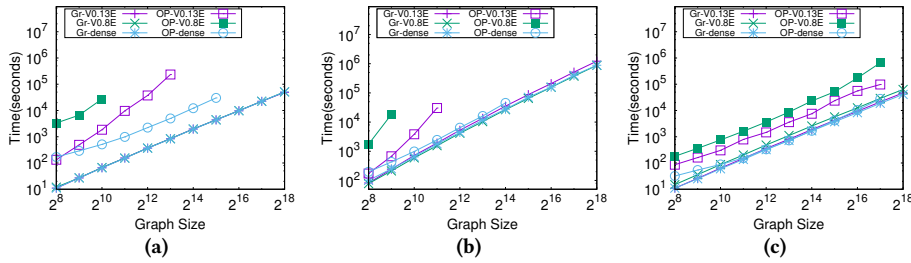 Gr-V0.13E OP-V0.13E
Gr-V0.8E OP-V0.8E
Gr-dense OP-dense
Time(seconds)
10^8
10^7
10^6
10^5
10^4
10^3
10^2
10^1
2^8 2^10 2^12 2^14 2^16 2^18
Graph Size
(a)
Gr-V0.13E OP-V0.13E
Gr-V0.8E OP-V0.8E
Gr-dense OP-dense
Time(seconds)
10^8
10^7
10^6
10^5
10^4
10^3
10^2
2^8 2^10 2^12 2^14 2^16 2^18
Graph Size
(b)
Gr-V0.13E OP-V0.13E
Gr-V0.8E OP-V0.8E
Gr-dense OP-dense
Time(seconds)
10^8
10^7
10^6
10^5
10^4
10^3
10^2
10^1
2^8 2^10 2^12 2^14 2^16 2^18
Graph Size
(c)